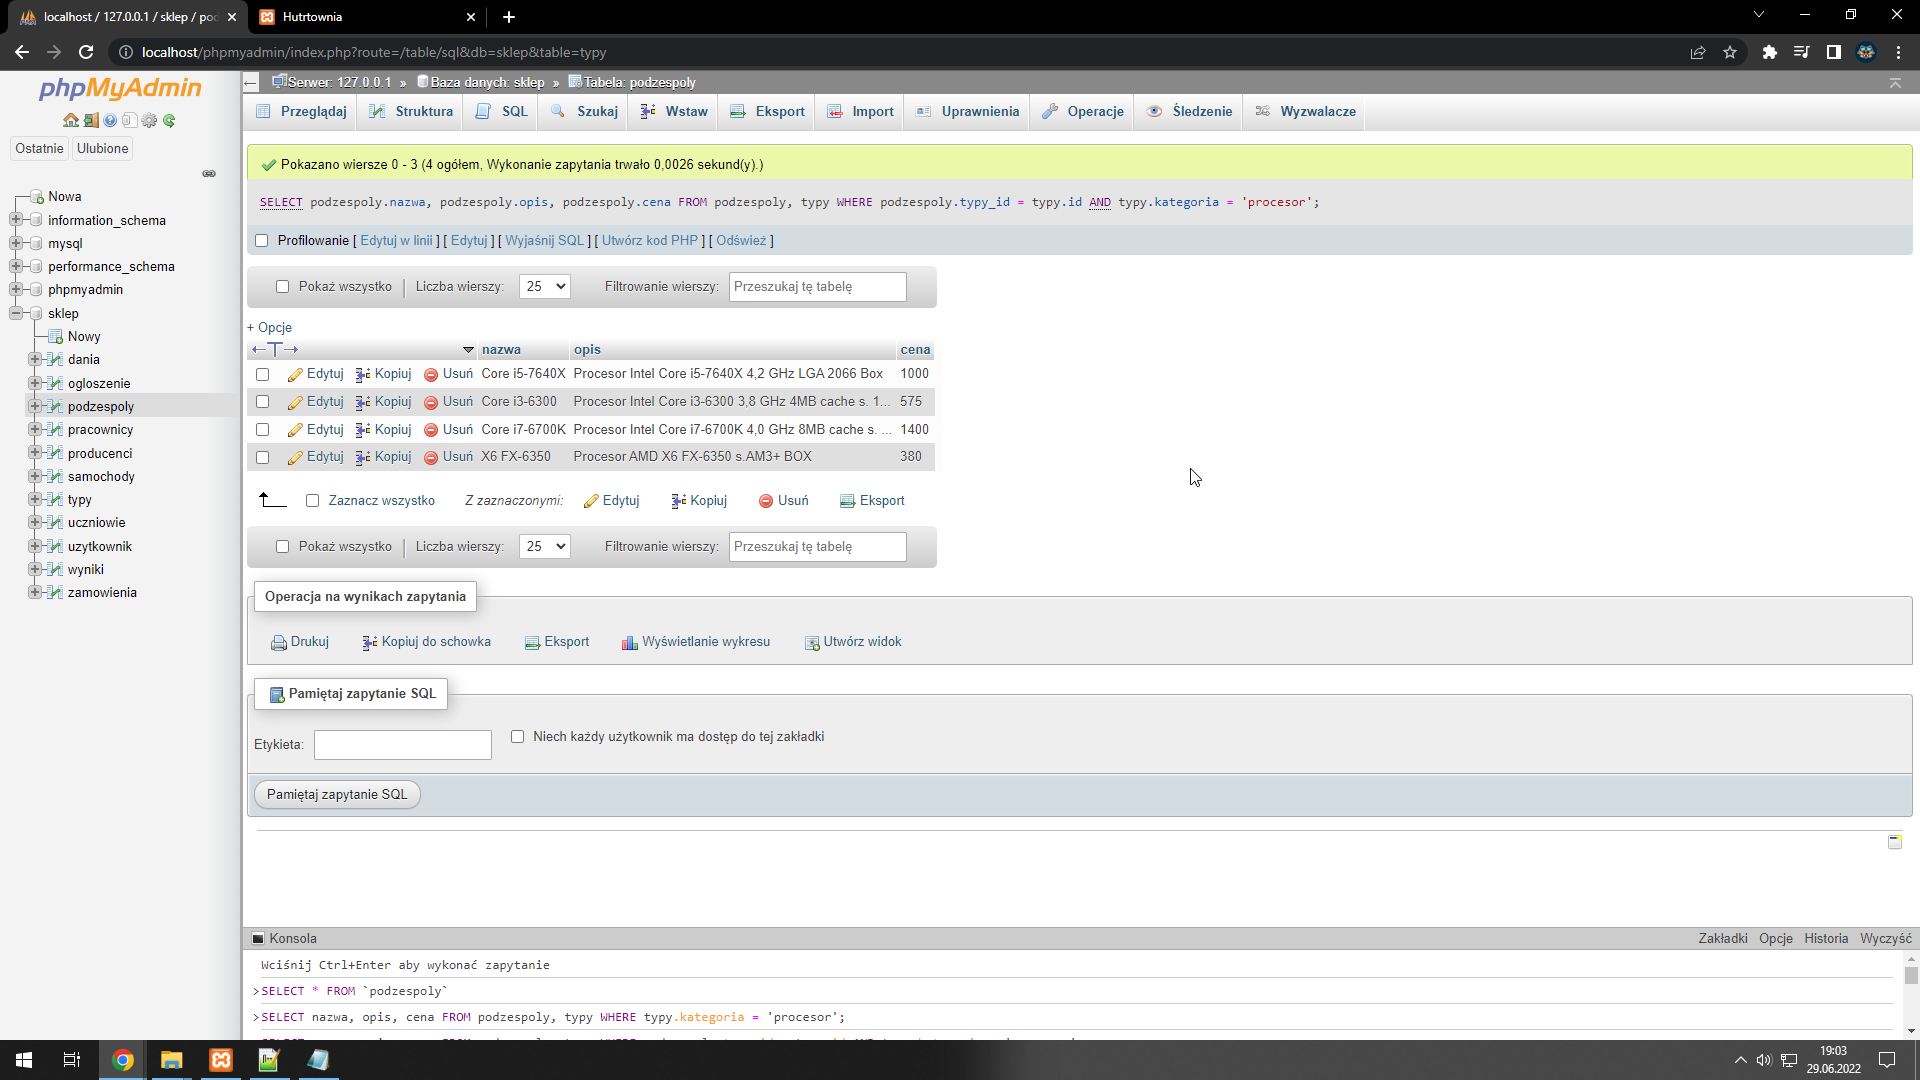 localhost / 127.0.0.1 / sklep / pod
Hutrtownia
localhost/phpmyadmin/index.php?route=/table/sql&db=sklep&table=typy
phpMyAdmin
Ostatnie
Ulubione
Nowa
information_schema
mysql
performance_schema
phpmyadmin
sklep
Nowy
dania
ogloszenie
podzespoly
pracownicy
producenci
samochody
typy
uczniowie
uzytkownik
wyniki
zamowienia
Serwer: 127.0.0.1 » Baza danych: sklep » Tabela: podzespoly
Przeglądaj Struktura SQL Szukaj Wstaw Eksport Import Uprawnienia Operacje Śledzenie Wyzwalacze
Pokazano wiersze 0 - 3 (4 ogółem, Wykonanie zapytania trwało 0,0026 sekund(y).)
SELECT podzespoly.nazwa, podzespoly.opis, podzespoly.cena FROM podzespoly, typy WHERE podzespoly.typy_id = typy.id AND typy.kategoria = 'procesor';
Profilowanie [ Edytuj w linii ] [ Edytuj ] [ Wyjaśnij SQL ] [ Utwórz kod PHP ] [ Odśwież ]
Pokaż wszystko | Liczba wierszy: 25 Filtrowanie wierszy: Przeszukaj tę tabelę
+ Opcje
←T→ nazwa opis cena
Edytuj Kopiuj Usuń Core i5-7640X Procesor Intel Core i5-7640X 4,2 GHz LGA 2066 Box 1000
Edytuj Kopiuj Usuń Core i3-6300 Procesor Intel Core i3-6300 3,8 GHz 4MB cache s. 1... 575
Edytuj Kopiuj Usuń Core i7-6700K Procesor Intel Core i7-6700K 4,0 GHz 8MB cache s. ... 1400
Edytuj Kopiuj Usuń X6 FX-6350 Procesor AMD X6 FX-6350 s.AM3+ BOX 380
Zaznacz wszystko Z zaznaczonymi: Edytuj Kopiuj Usuń Eksport
Pokaż wszystko | Liczba wierszy: 25 Filtrowanie wierszy: Przeszukaj tę tabelę
Operacja na wynikach zapytania
Drukuj Kopiuj do schowka Eksport Wyświetlanie wykresu Utwórz widok
Pamiętaj zapytanie SQL
Etykieta: Niech każdy użytkownik ma dostęp do tej zakładki
Pamiętaj zapytanie SQL
Konsola Zakładki Opcje Historia Wyczyść
Wciśnij Ctrl+Enter aby wykonać zapytanie
>SELECT * FROM `podzespoly`
>SELECT nazwa, opis, cena FROM podzespoly, typy WHERE typy.kategoria = 'procesor';
19:03
29.06.2022